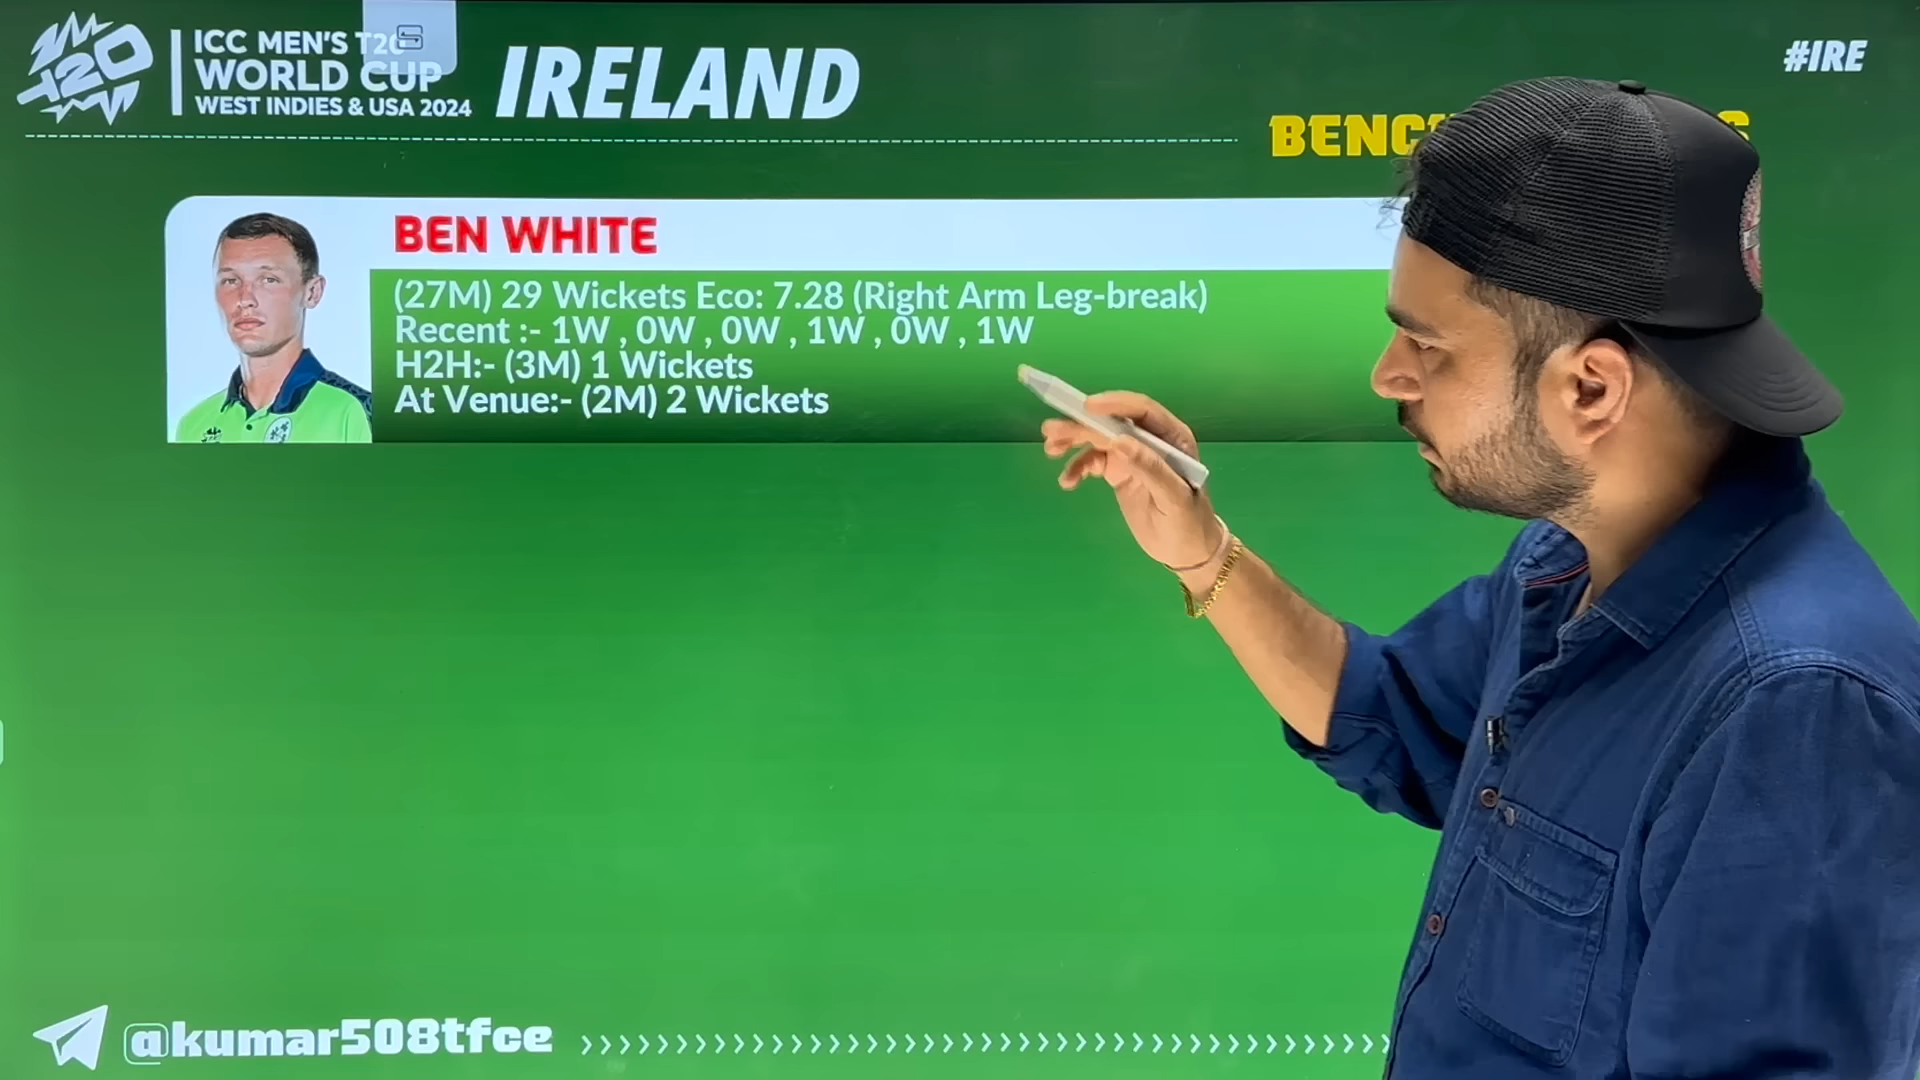 ICC MEN'S T20
WORLD CUP
WEST INDIES & USA 2024
IRELAND
#IRE
BEN WHITE
(27M) 29 Wickets Eco: 7.28 (Right Arm Leg-break)
Recent :- 1W , 0W , 0W , 1W , 0W , 1W
H2H:- (3M) 1 Wickets
At Venue:- (2M) 2 Wickets
@kumar508tfce